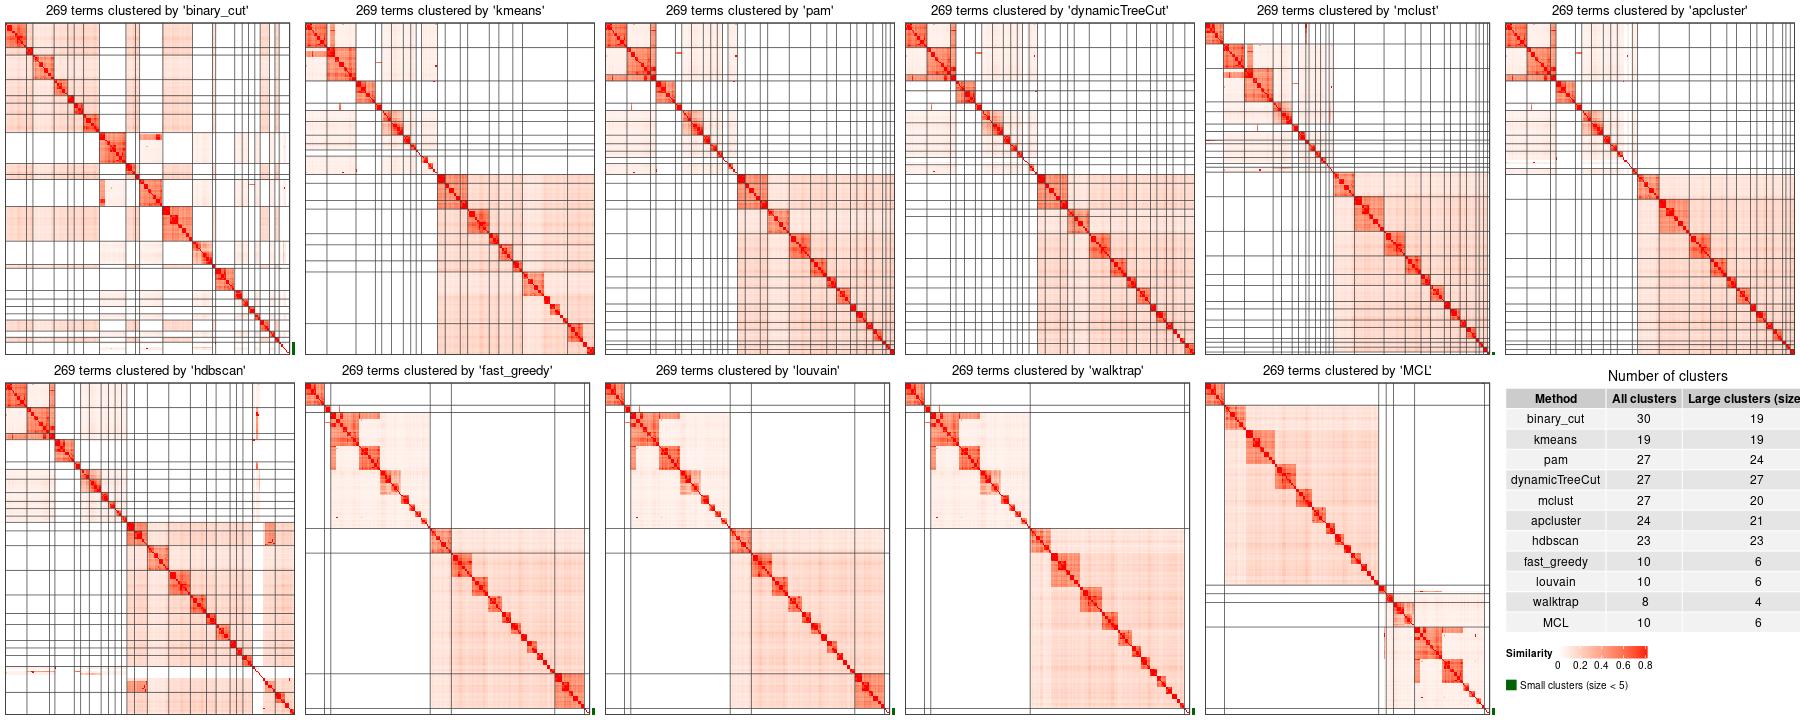 269 terms clustered by 'binary_cut'
269 terms clustered by 'kmeans'
269 terms clustered by 'pam'
269 terms clustered by 'dynamicTreeCut'
269 terms clustered by 'mclust'
269 terms clustered by 'apcluster'
269 terms clustered by 'hdbscan'
269 terms clustered by 'fast_greedy'
269 terms clustered by 'louvain'
269 terms clustered by 'walktrap'
269 terms clustered by 'MCL'
Number of clusters
Method All clusters Large clusters (size
binary_cut 30 19
kmeans 19 19
pam 27 24
dynamicTreeCut 27 27
mclust 27 20
apcluster 24 21
hdbscan 23 23
fast_greedy 10 6
louvain 10 6
walktrap 8 4
MCL 10 6
Similarity
0 0.2 0.4 0.6 0.8
Small clusters (size < 5)